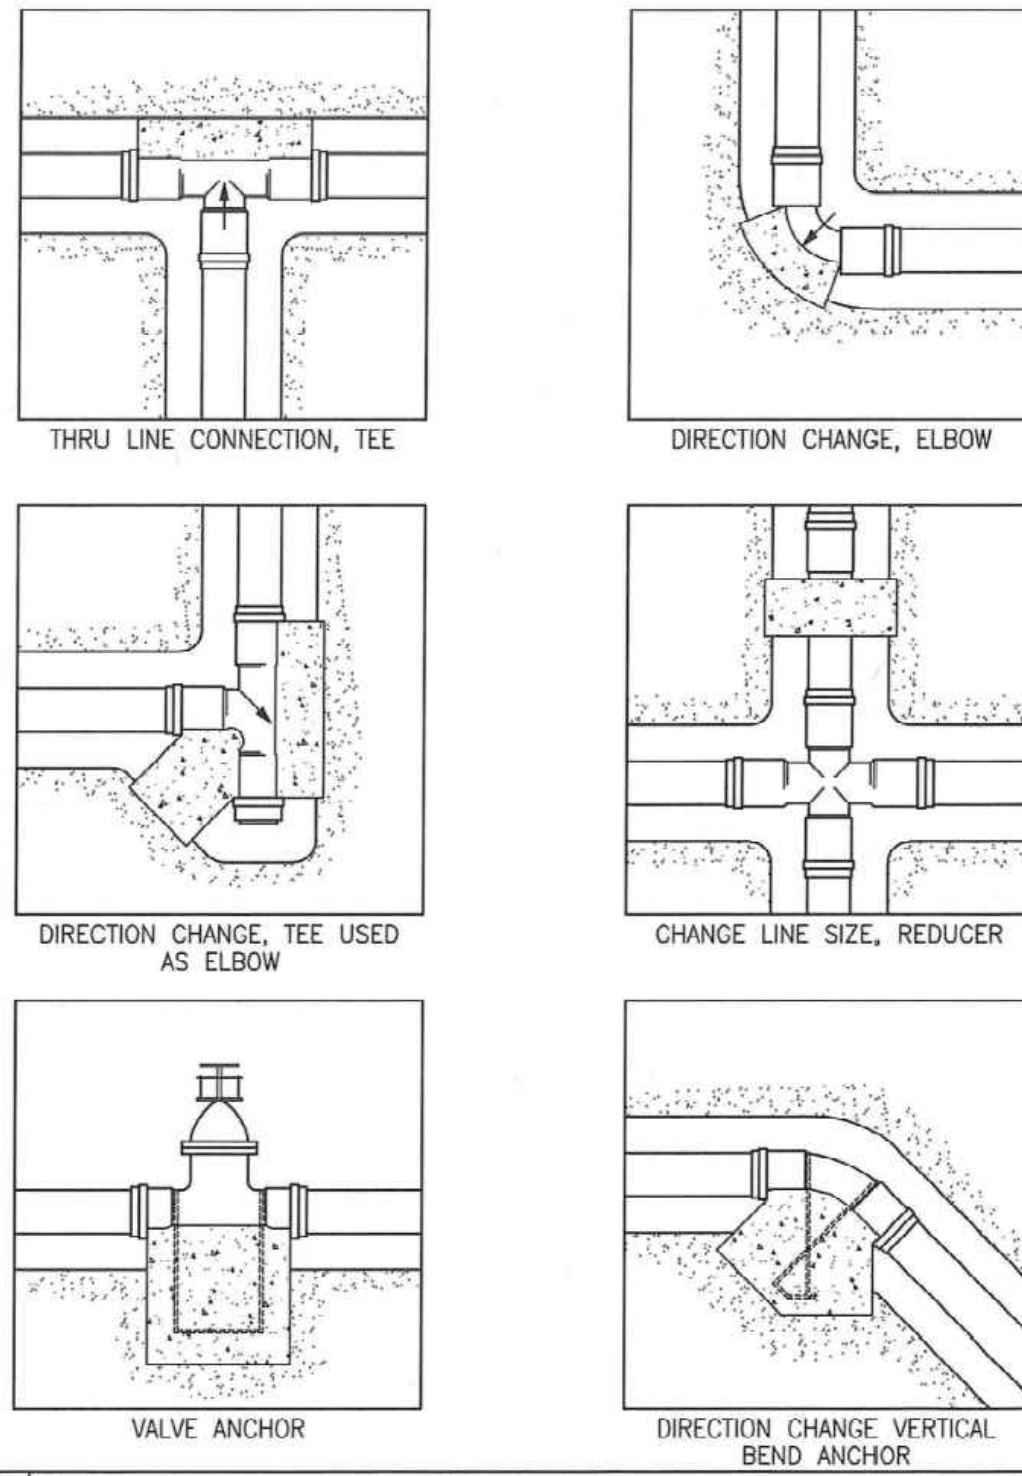 THRU LINE CONNECTION, TEE
DIRECTION CHANGE, ELBOW
DIRECTION CHANGE, TEE USED
AS ELBOW
CHANGE LINE SIZE, REDUCER
VALVE ANCHOR
DIRECTION CHANGE VERTICAL
BEND ANCHOR